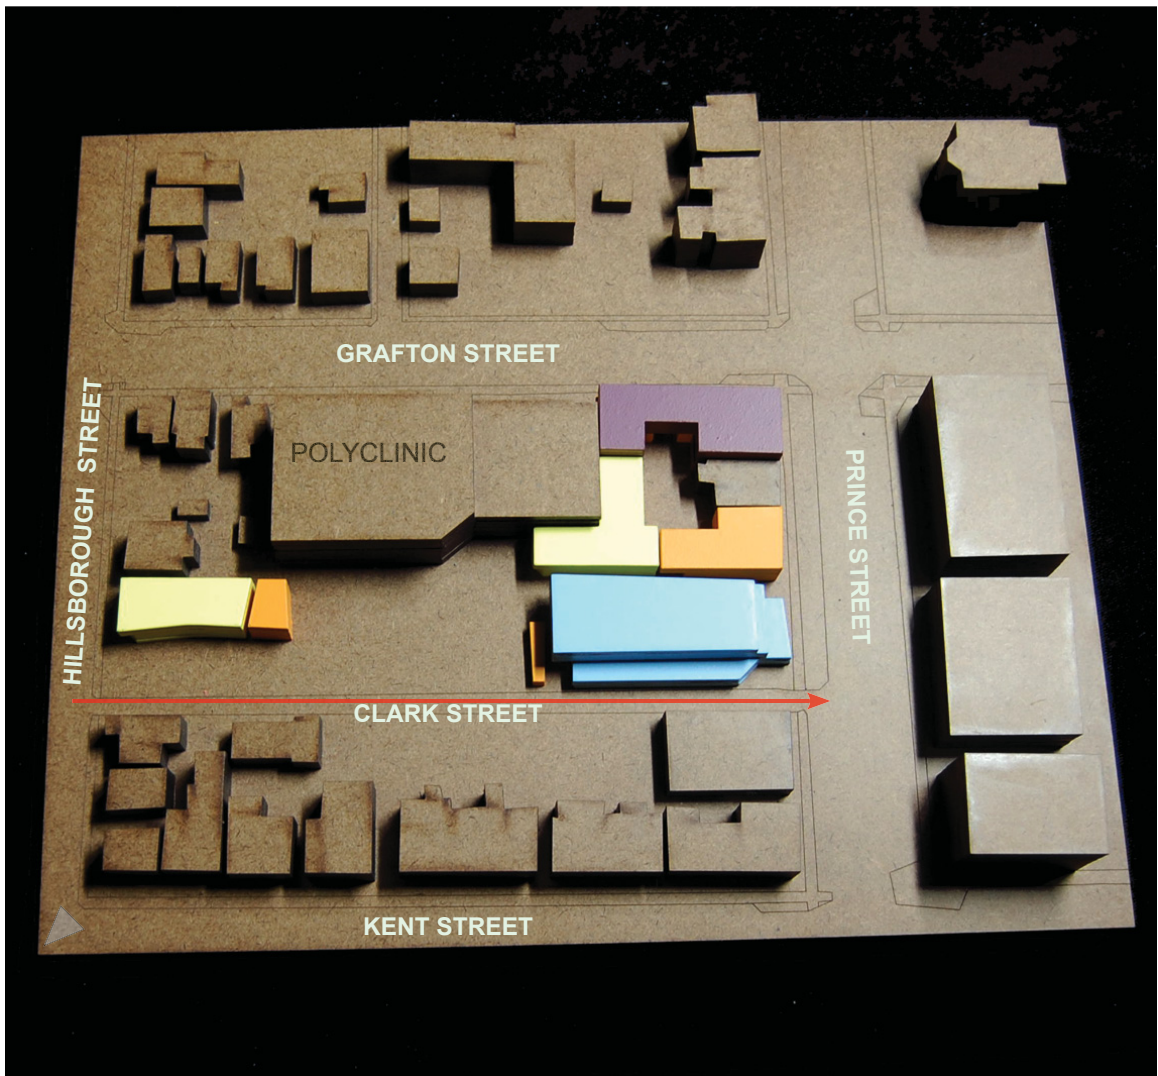 GRAFTON STREET
HILLSBOROUGH STREET
POLYCLINIC
PRINCE STREET
CLARK STREET
KENT STREET